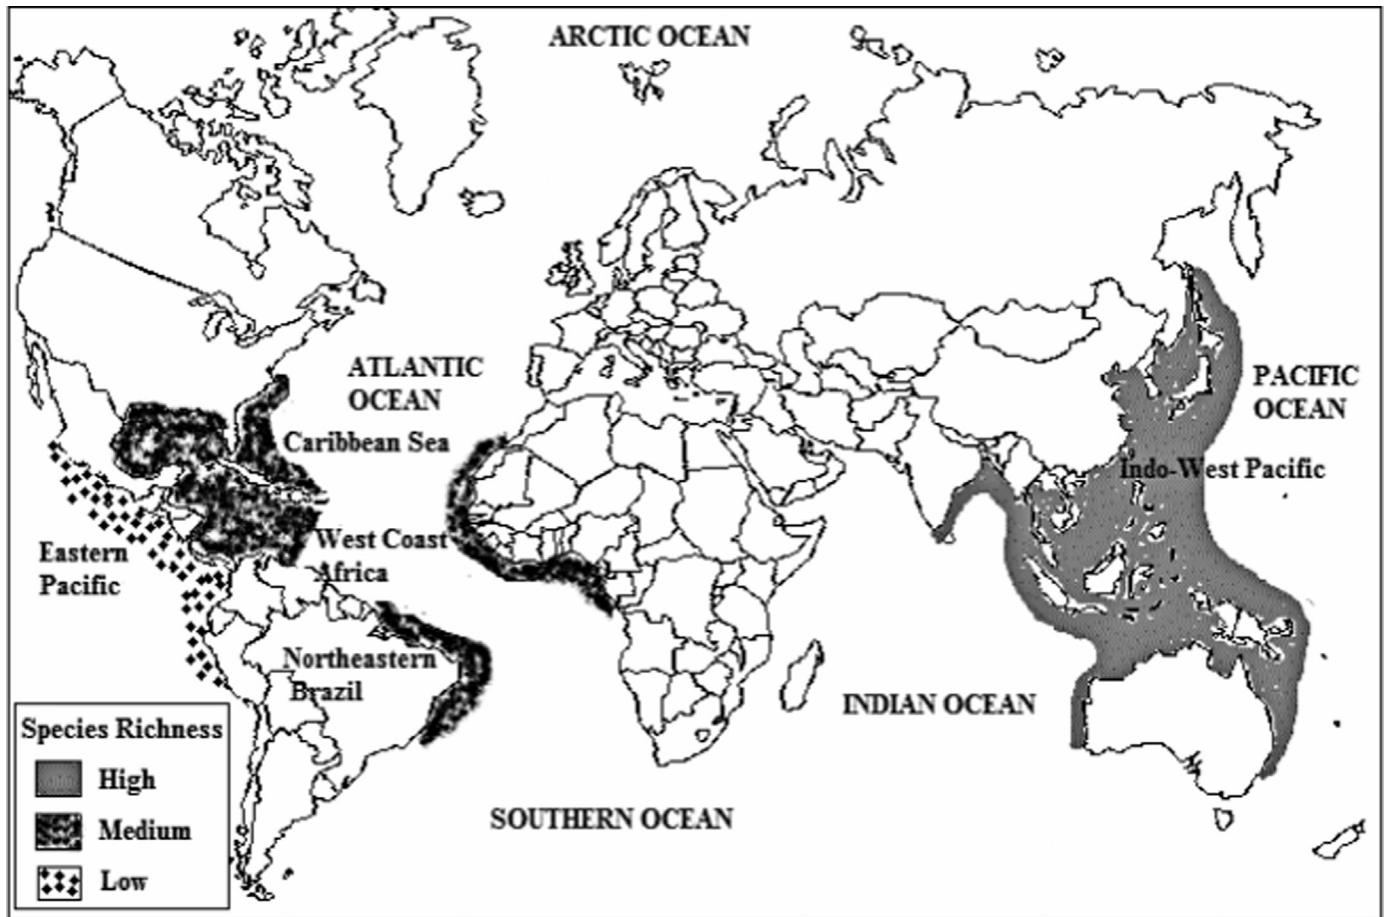 ARCTIC OCEAN
ATLANTIC
OCEAN
PACIFIC
OCEAN
Caribbean Sea
Indo-West Pacific
Eastern
Pacific
West Coast
Africa
Northeastern
Brazil
INDIAN OCEAN
SOUTHERN OCEAN
Species Richness
High
Medium
Low